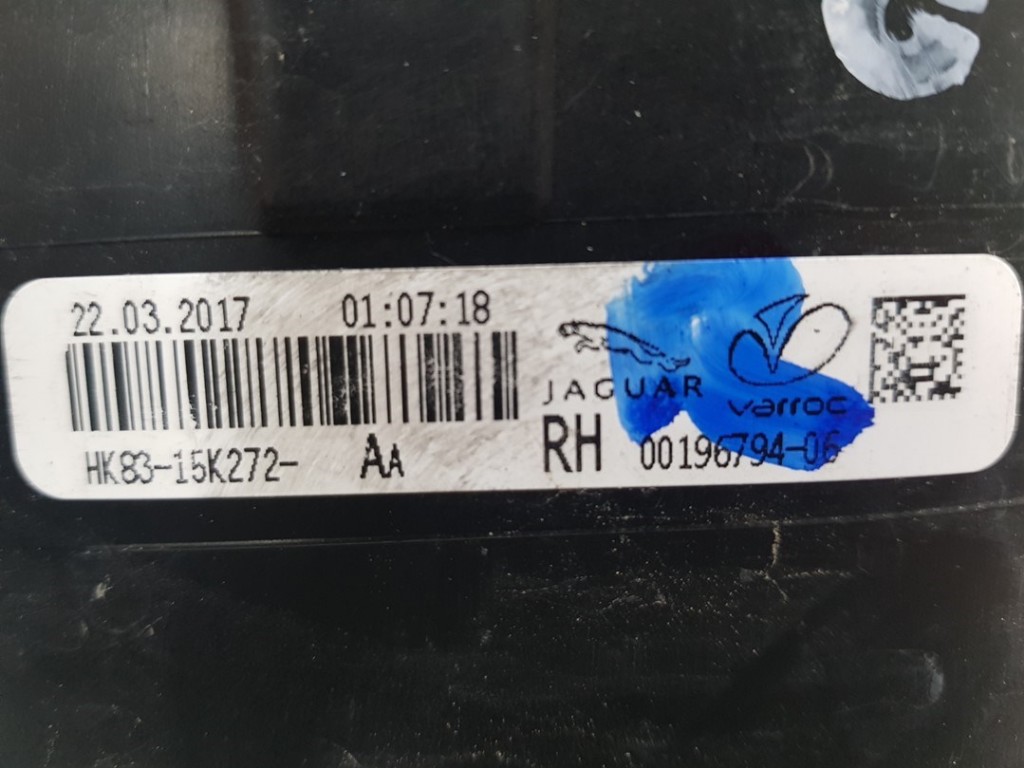 22.03.2017 01:07:18
JAGUAR varroc
HK83-15K272- AA RH 00196794-06